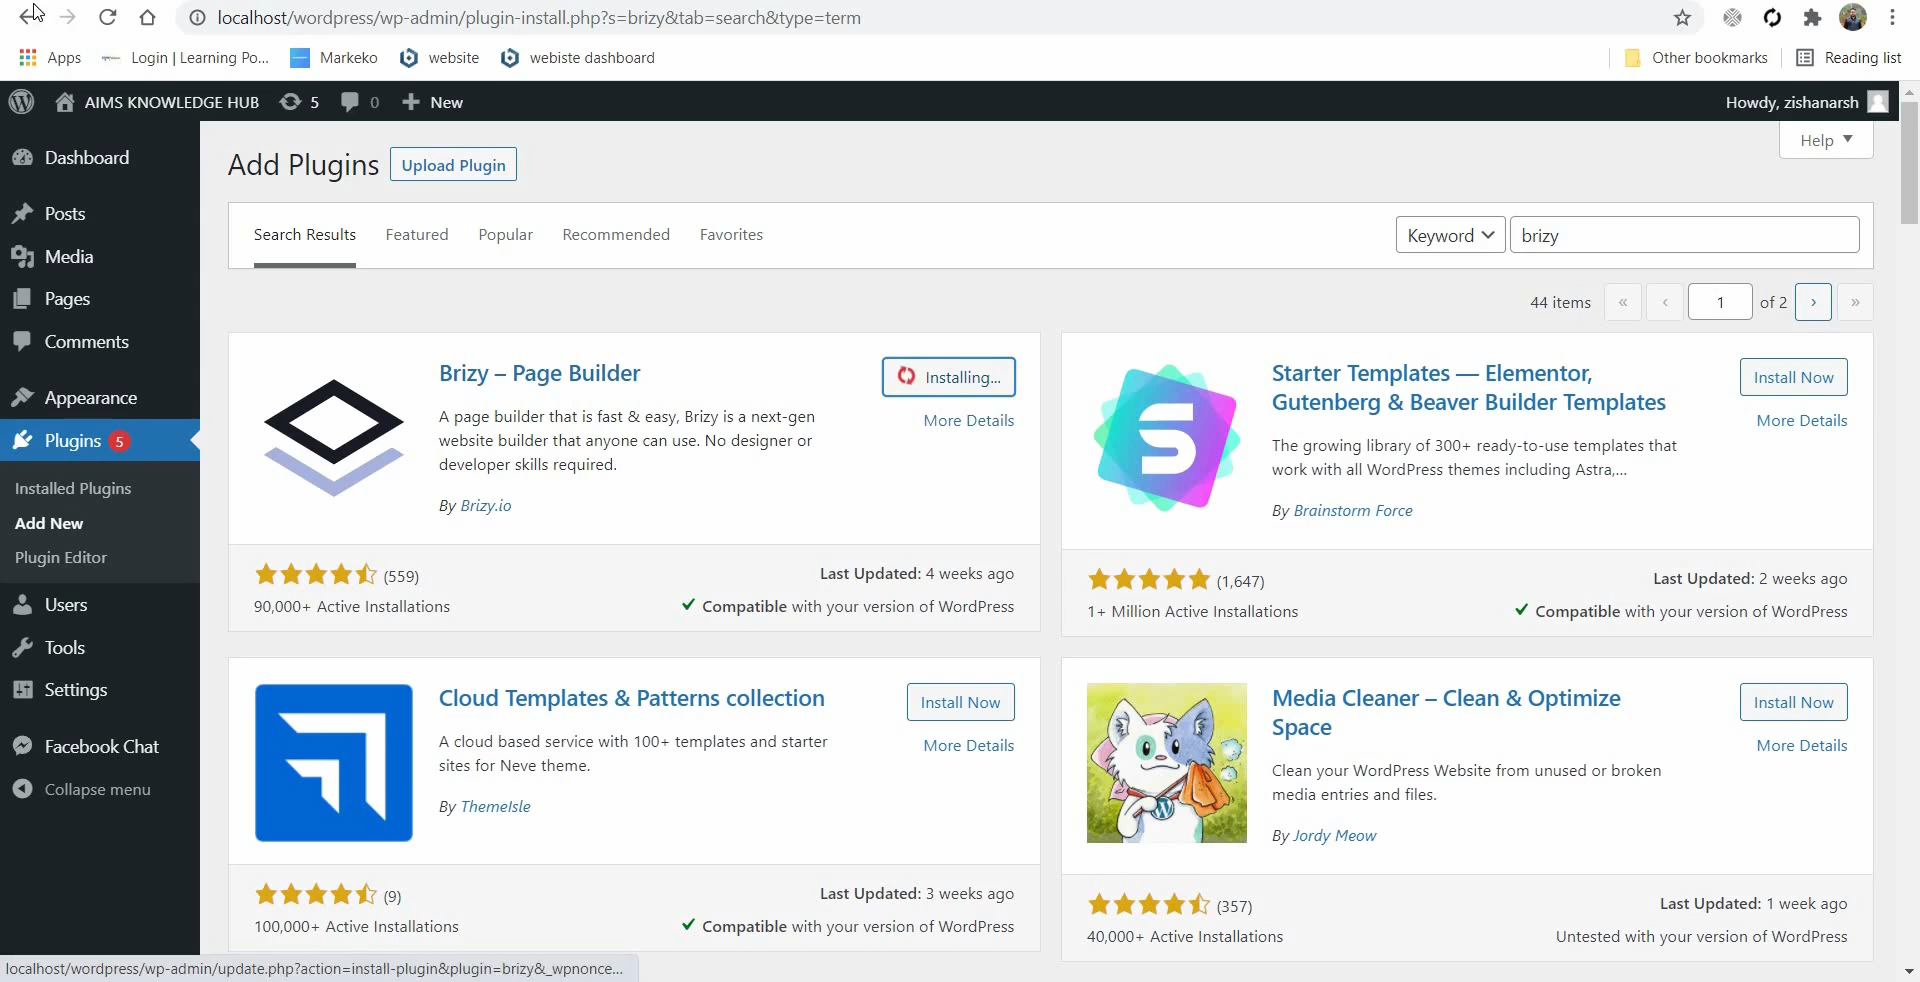 localhost/wordpress/wp-admin/plugin-install.php?s=brizy&tab=search&type=term
Apps
Login | Learning Po...
Markeko
website
webiste dashboard
Other bookmarks
Reading list
AIMS KNOWLEDGE HUB
5
0
New
Howdy, zishanarsh
Dashboard
Posts
Media
Pages
Comments
Appearance
Plugins 5
Installed Plugins
Add New
Plugin Editor
Users
Tools
Settings
Facebook Chat
Collapse menu
Help
Add Plugins
Upload Plugin
Search Results
Featured
Popular
Recommended
Favorites
Keyword
brizy
44 items
«
‹
1
of 2
›
»
Brizy – Page Builder
Installing...
More Details
A page builder that is fast & easy, Brizy is a next-gen
website builder that anyone can use. No designer or
developer skills required.
By Brizy.io
(559)
90,000+ Active Installations
Last Updated: 4 weeks ago
Compatible with your version of WordPress
Starter Templates — Elementor,
Gutenberg & Beaver Builder Templates
Install Now
More Details
The growing library of 300+ ready-to-use templates that
work with all WordPress themes including Astra,...
By Brainstorm Force
(1,647)
1+ Million Active Installations
Last Updated: 2 weeks ago
Compatible with your version of WordPress
Cloud Templates & Patterns collection
Install Now
More Details
A cloud based service with 100+ templates and starter
sites for Neve theme.
By ThemeIsle
(9)
100,000+ Active Installations
Last Updated: 3 weeks ago
Compatible with your version of WordPress
Media Cleaner – Clean & Optimize
Space
Install Now
More Details
Clean your WordPress Website from unused or broken
media entries and files.
By Jordy Meow
(357)
40,000+ Active Installations
Last Updated: 1 week ago
Untested with your version of WordPress
localhost/wordpress/wp-admin/update.php?action=install-plugin&plugin=brizy&_wpnonce...